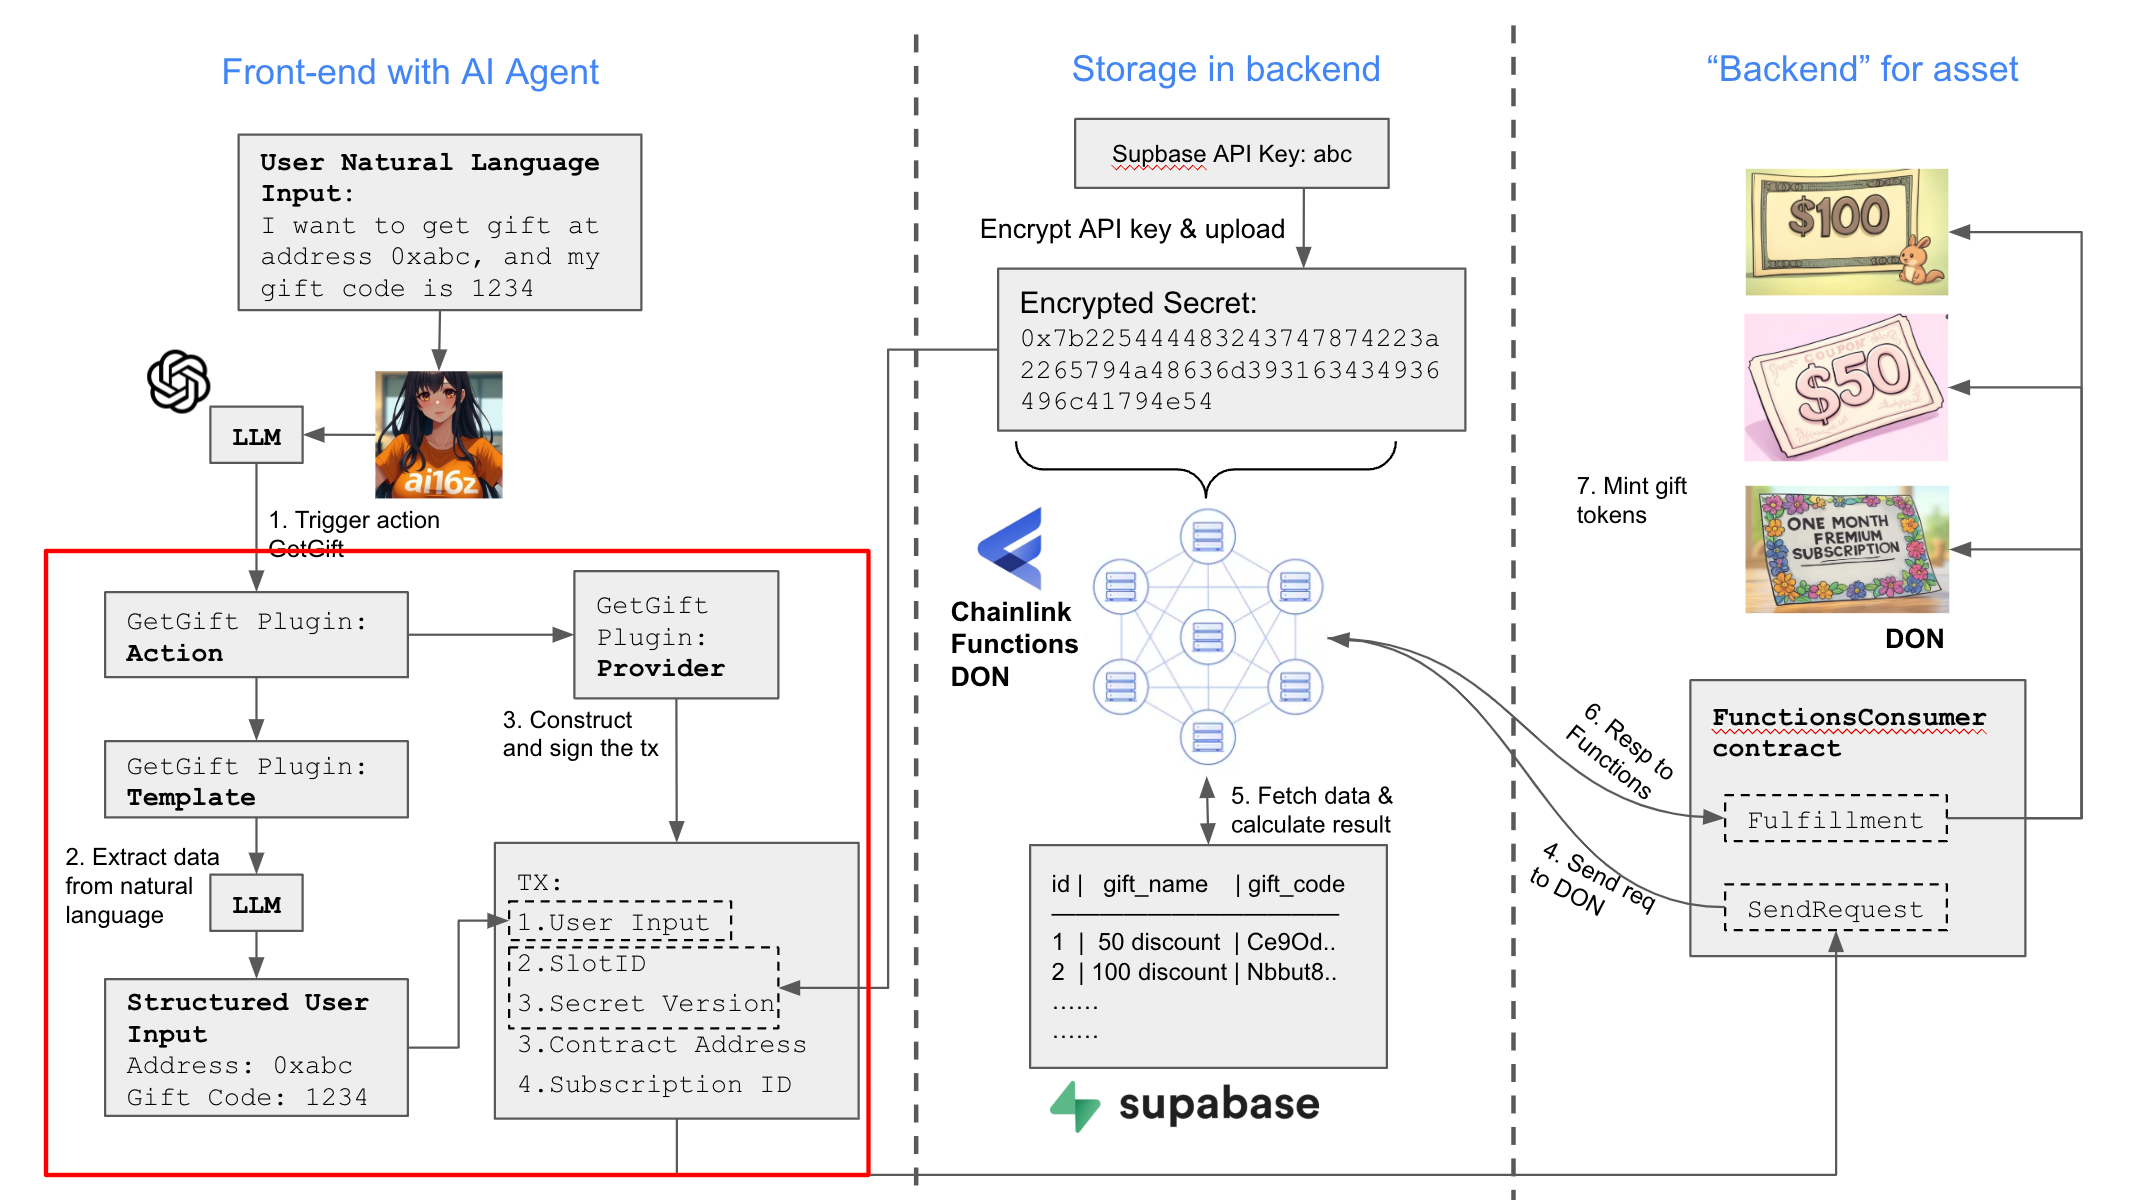 Front-end with AI Agent
User Natural Language
Input:
I want to get gift at
address 0xabc, and my
gift code is 1234
LLM
ai16z
1. Trigger action
GetGift
GetGift Plugin:
Action
GetGift
Plugin:
Provider
3. Construct
and sign the tx
GetGift Plugin:
Template
2. Extract data
from natural
language
LLM
Structured User
Input
Address: 0xabc
Gift Code: 1234
TX:
1.User Input
2.SlotID
3.Secret Version
3.Contract Address
4.Subscription ID
Storage in backend
Supbase API Key: abc
Encrypt API key & upload
Encrypted Secret:
0x7b225444483243747874223a
2265794a48636d393163434936
496c41794e54
Chainlink
Functions
DON
5. Fetch data &
calculate result
id | gift_name | gift_code
1 | 50 discount | Ce9Od..
2 | 100 discount | Nbbut8..
......
......
supabase
“Backend” for asset
$100
COUPON
$50
ONE MONTH
FREMIUM
SUBSCRIPTION
7. Mint gift
tokens
DON
FunctionsConsumer
contract
Fulfillment
SendRequest
6. Resp to
Functions
4. Send req
to DON